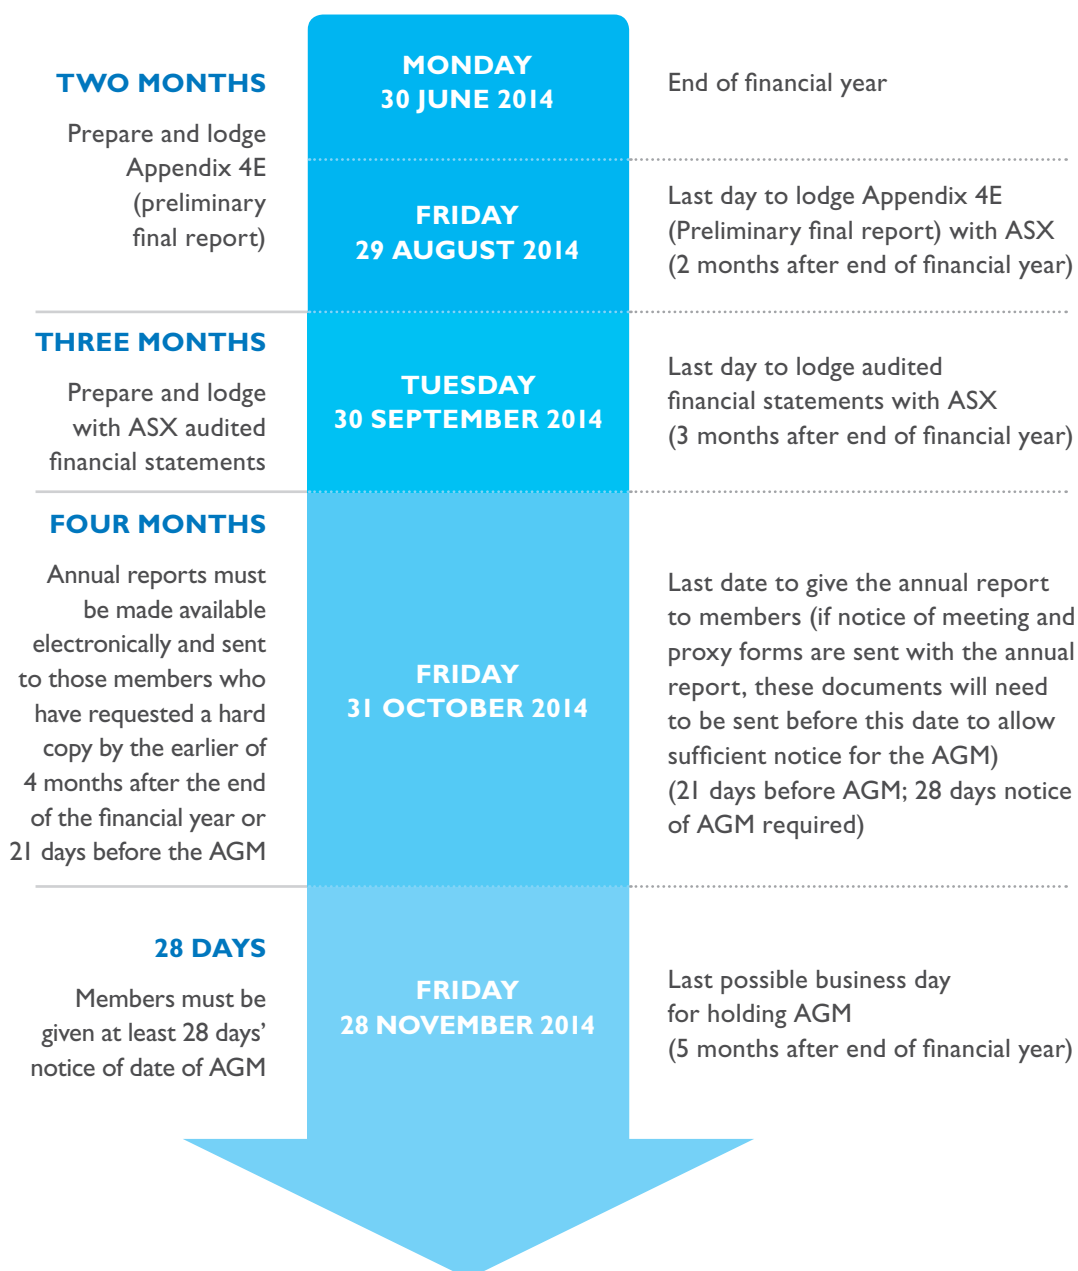 TWO MONTHS
Prepare and lodge
Appendix 4E
(preliminary
final report)
MONDAY
30 JUNE 2014
End of financial year
FRIDAY
29 AUGUST 2014
Last day to lodge Appendix 4E
(Preliminary final report) with ASX
(2 months after end of financial year)
THREE MONTHS
Prepare and lodge
with ASX audited
financial statements
TUESDAY
30 SEPTEMBER 2014
Last day to lodge audited
financial statements with ASX
(3 months after end of financial year)
FOUR MONTHS
Annual reports must
be made available
electronically and sent
to those members who
have requested a hard
copy by the earlier of
4 months after the end
of the financial year or
21 days before the AGM
FRIDAY
31 OCTOBER 2014
Last date to give the annual report
to members (if notice of meeting and
proxy forms are sent with the annual
report, these documents will need
to be sent before this date to allow
sufficient notice for the AGM)
(21 days before AGM; 28 days notice
of AGM required)
28 DAYS
Members must be
given at least 28 days’
notice of date of AGM
FRIDAY
28 NOVEMBER 2014
Last possible business day
for holding AGM
(5 months after end of financial year)